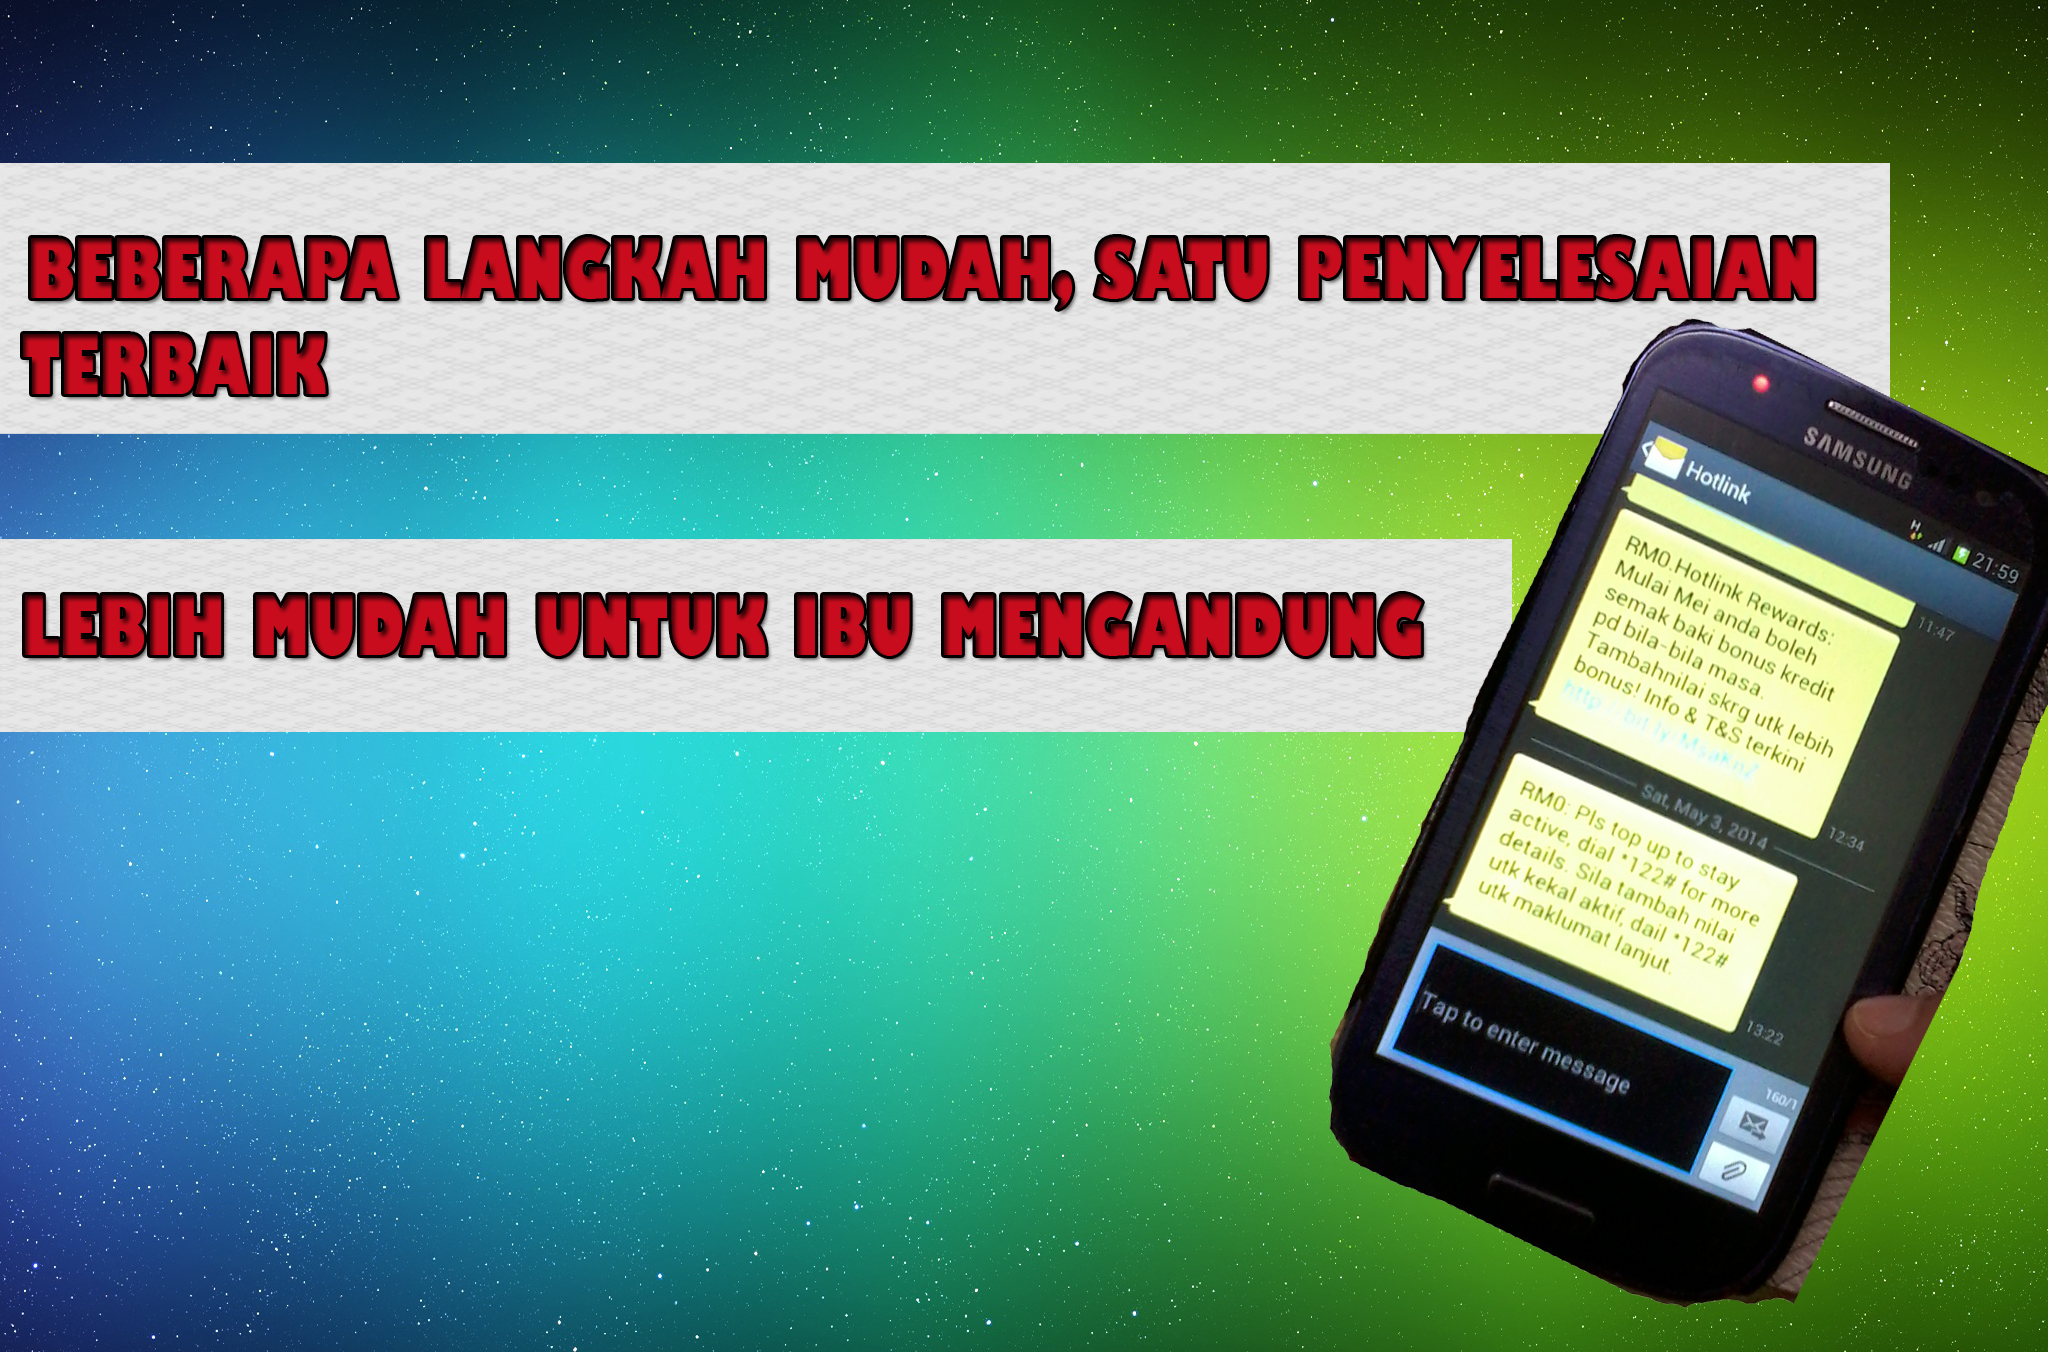 BEBERAPA LANGKAH MUDAH, SATU PENYELESAIAN
TERBAIK
LEBIH MUDAH UNTUK IBU MENGANDUNG
SAMSUNG
H
21:59
Hotlink
11:47
RM0.Hotlink Rewards:
Mulai Mei anda boleh
semak baki bonus kredit
pd bila-bila masa.
Tambahnilai skrg utk lebih
bonus! Info & T&S terkini
12:34
Sat, May 3, 2014
RM0: Pls top up to stay
active, dial *122# for more
details. Sila tambah nilai
utk kekal aktif, dail *122#
utk maklumat lanjut.
13:22
Tap to enter message
160/1